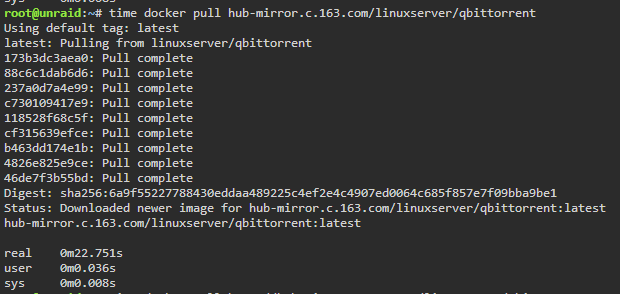 root@unraid:~# time docker pull hub-mirror.c.163.com/linuxserver/qbittorrent
Using default tag: latest
latest: Pulling from linuxserver/qbittorrent
173b3dc3aea0: Pull complete
88c6c1dab6d6: Pull complete
237a0d7a4e99: Pull complete
c730109417e9: Pull complete
118528f68c5f: Pull complete
cf315639efce: Pull complete
b463dd174e1b: Pull complete
4826e825e9ce: Pull complete
46de7f3b55bd: Pull complete
Digest: sha256:6a9f55227788430eddaa489225c4ef2e4c4907ed0064c685f857e7f09bba9be1
Status: Downloaded newer image for hub-mirror.c.163.com/linuxserver/qbittorrent:latest
hub-mirror.c.163.com/linuxserver/qbittorrent:latest
real 0m22.751s
user 0m0.036s
sys 0m0.008s